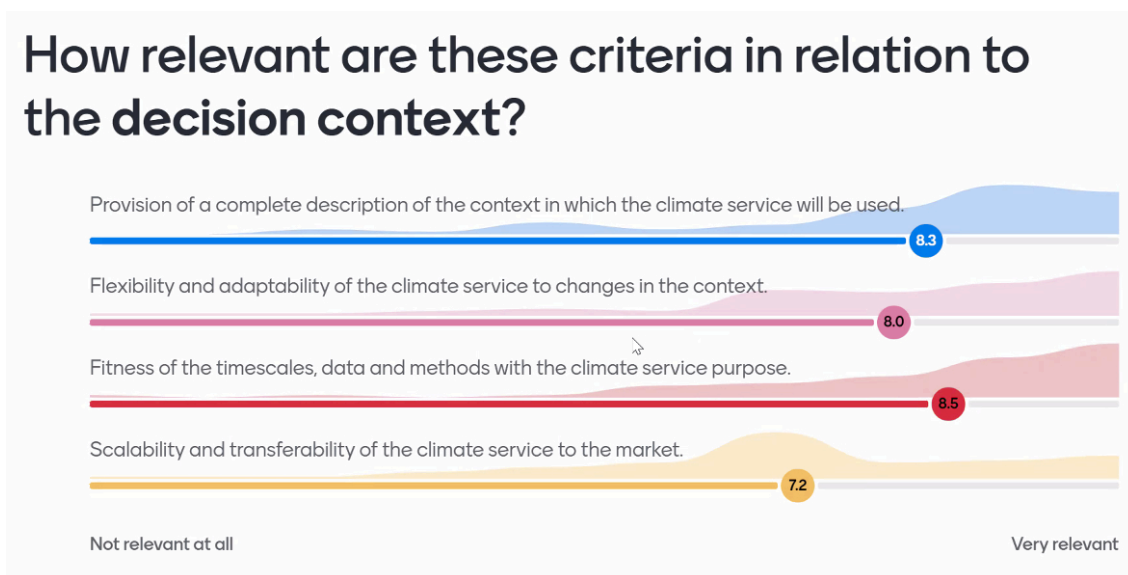 How relevant are these criteria in relation to
the decision context?
Provision of a complete description of the context in which the climate service will be used.
8.3
Flexibility and adaptability of the climate service to changes in the context.
8.0
Fitness of the timescales, data and methods with the climate service purpose.
8.5
Scalability and transferability of the climate service to the market.
7.2
Not relevant at all
Very relevant